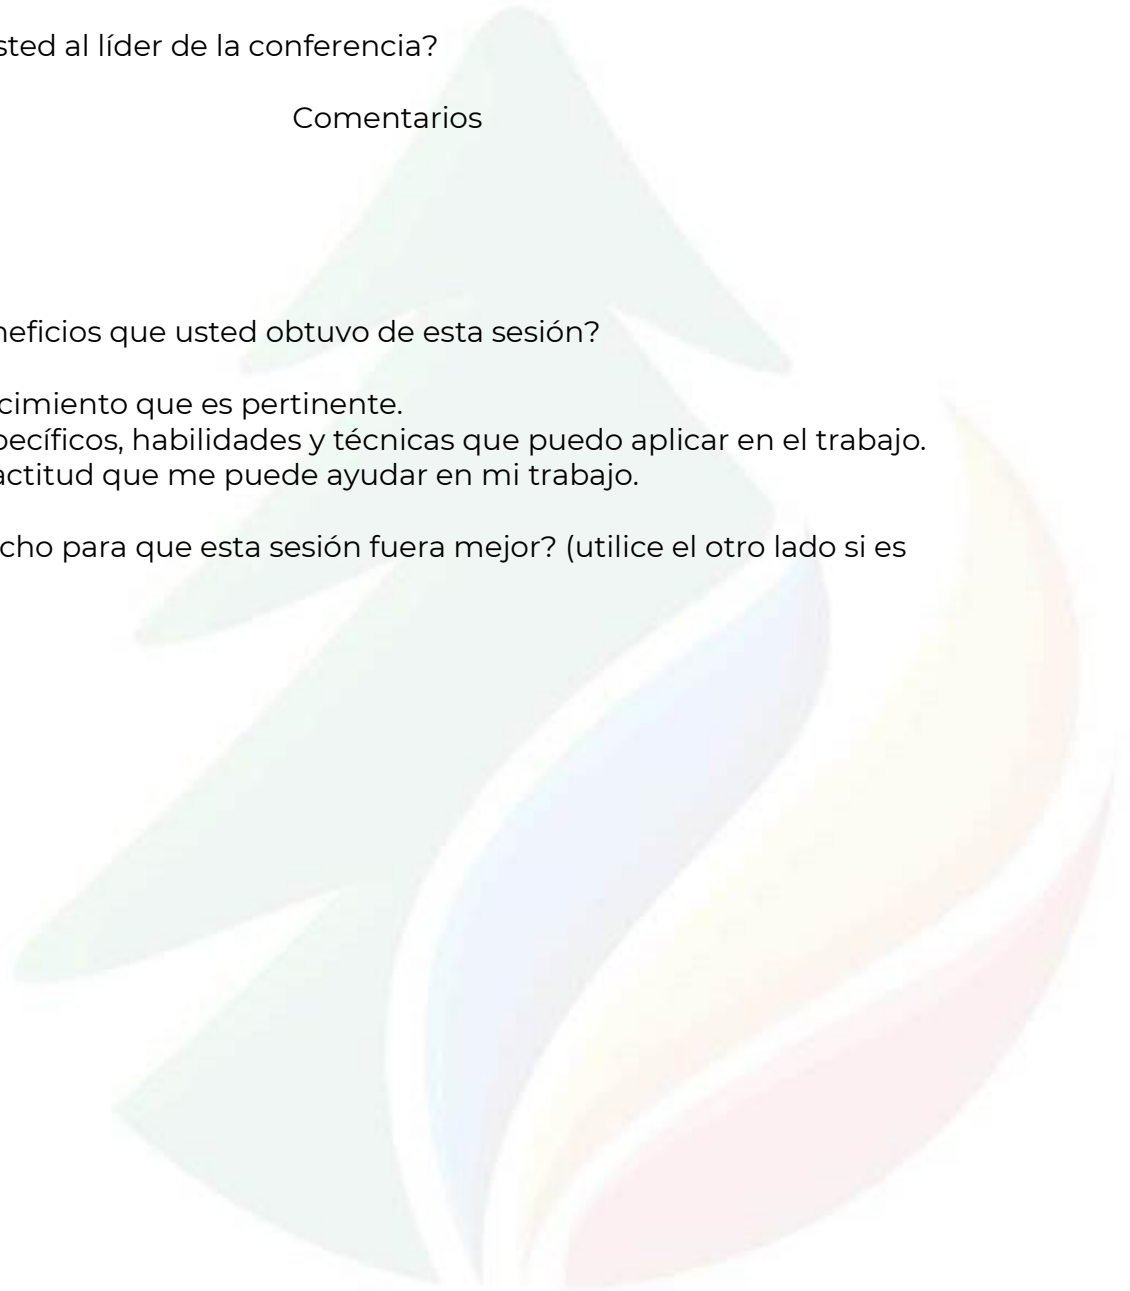 sted al líder de la conferencia?
Comentarios
neficios que usted obtuvo de esta sesión?
cimiento que es pertinente.
pecíficos, habilidades y técnicas que puedo aplicar en el trabajo.
actitud que me puede ayudar en mi trabajo.
cho para que esta sesión fuera mejor? (utilice el otro lado si es